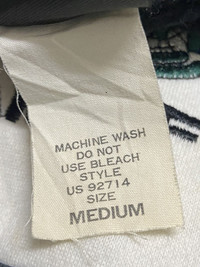 MACHINE WASH
DO NOT
USE BLEACH
STYLE
US 92714
SIZE
MEDIUM